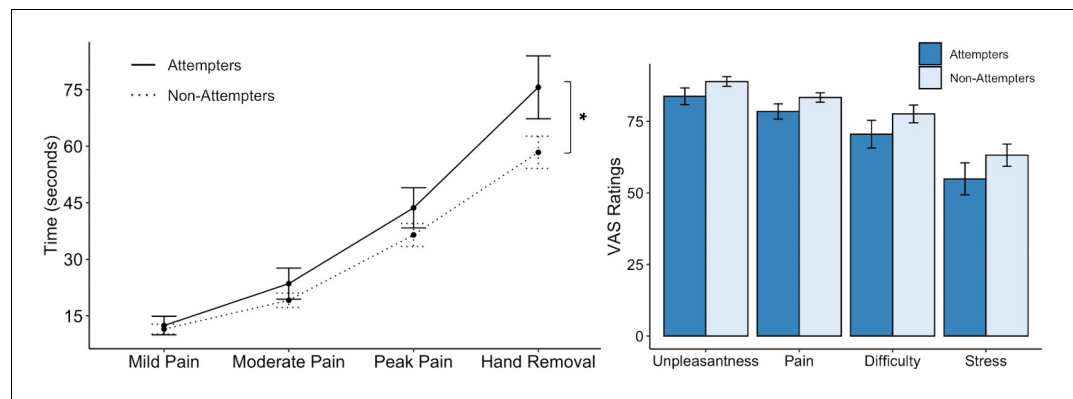 Time (seconds)
75
60
45
30
15
Attempters
Non-Attempters
*
Mild Pain Moderate Pain Peak Pain Hand Removal
VAS Ratings
75
50
25
0
Attempters
Non-Attempters
Unpleasantness Pain Difficulty Stress